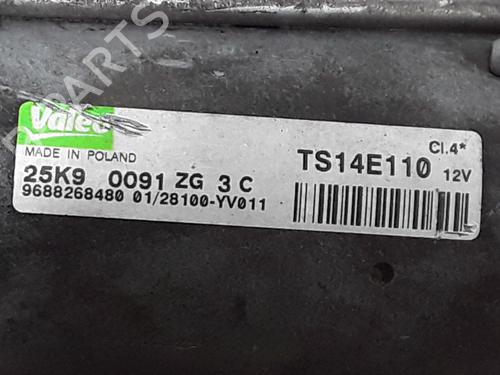 Valeo
MADE IN POLAND
TS14E110 Cl.4* 12V
25K9 0091 ZG 3 C
9688268480 01/28100-YV011